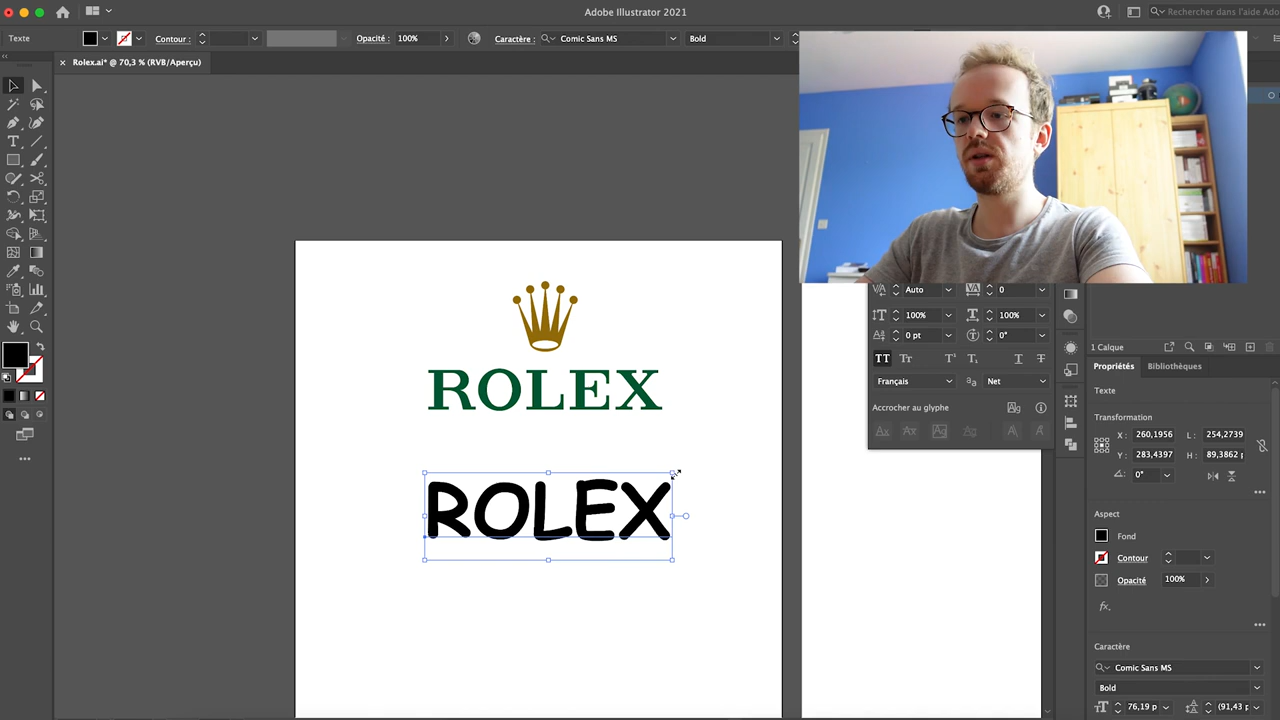 Adobe Illustrator 2021
Rechercher dans l'aide Ado
Texte
Contour :
Opacité :
100%
Caractère :
Comic Sans MS
Bold
Rolex.ai* @ 70,3 % (RVB/Aperçu)
ROLEX
ROLEX
Auto
0
100%
100%
0 pt
0°
Français
Net
Accrocher au glyphe
1 Calque
Propriétés
Bibliothèques
Texte
Transformation
X : 260,1956
L : 254,2739
Y : 283,4397
H : 89,3862 p
0°
Aspect
Fond
Contour
Opacité
100%
fx.
Caractère
Comic Sans MS
Bold
76,19 p
(91,43 p